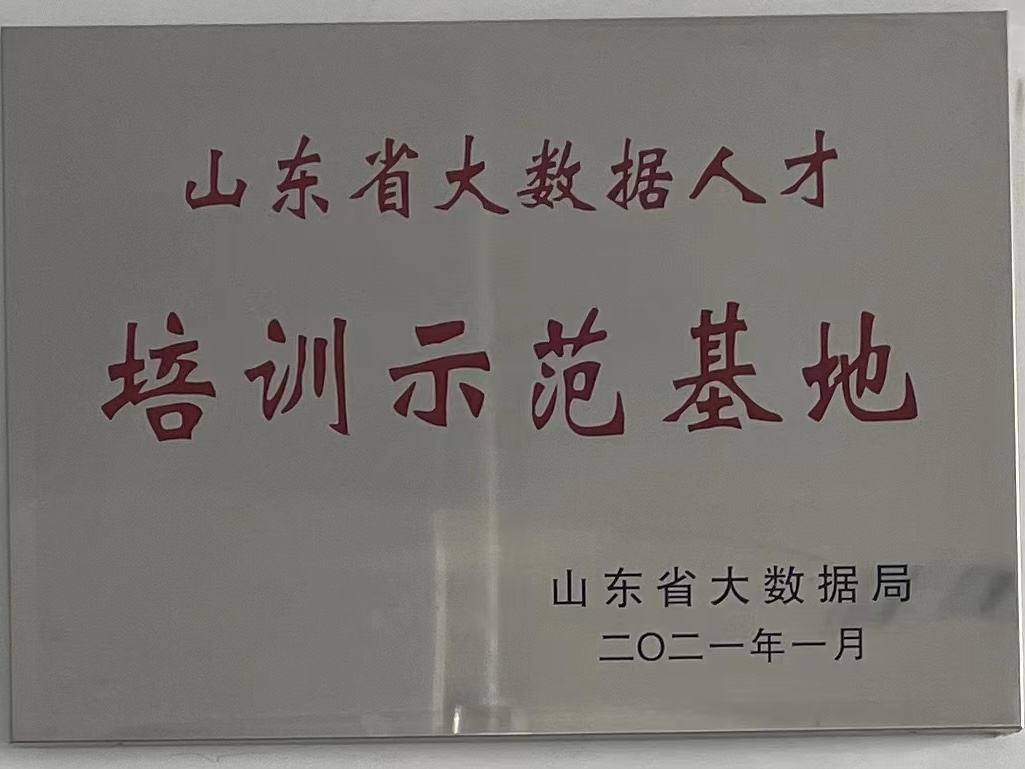 山东省大数据人才
培训示范基地
山东省大数据局
二〇二一年一月